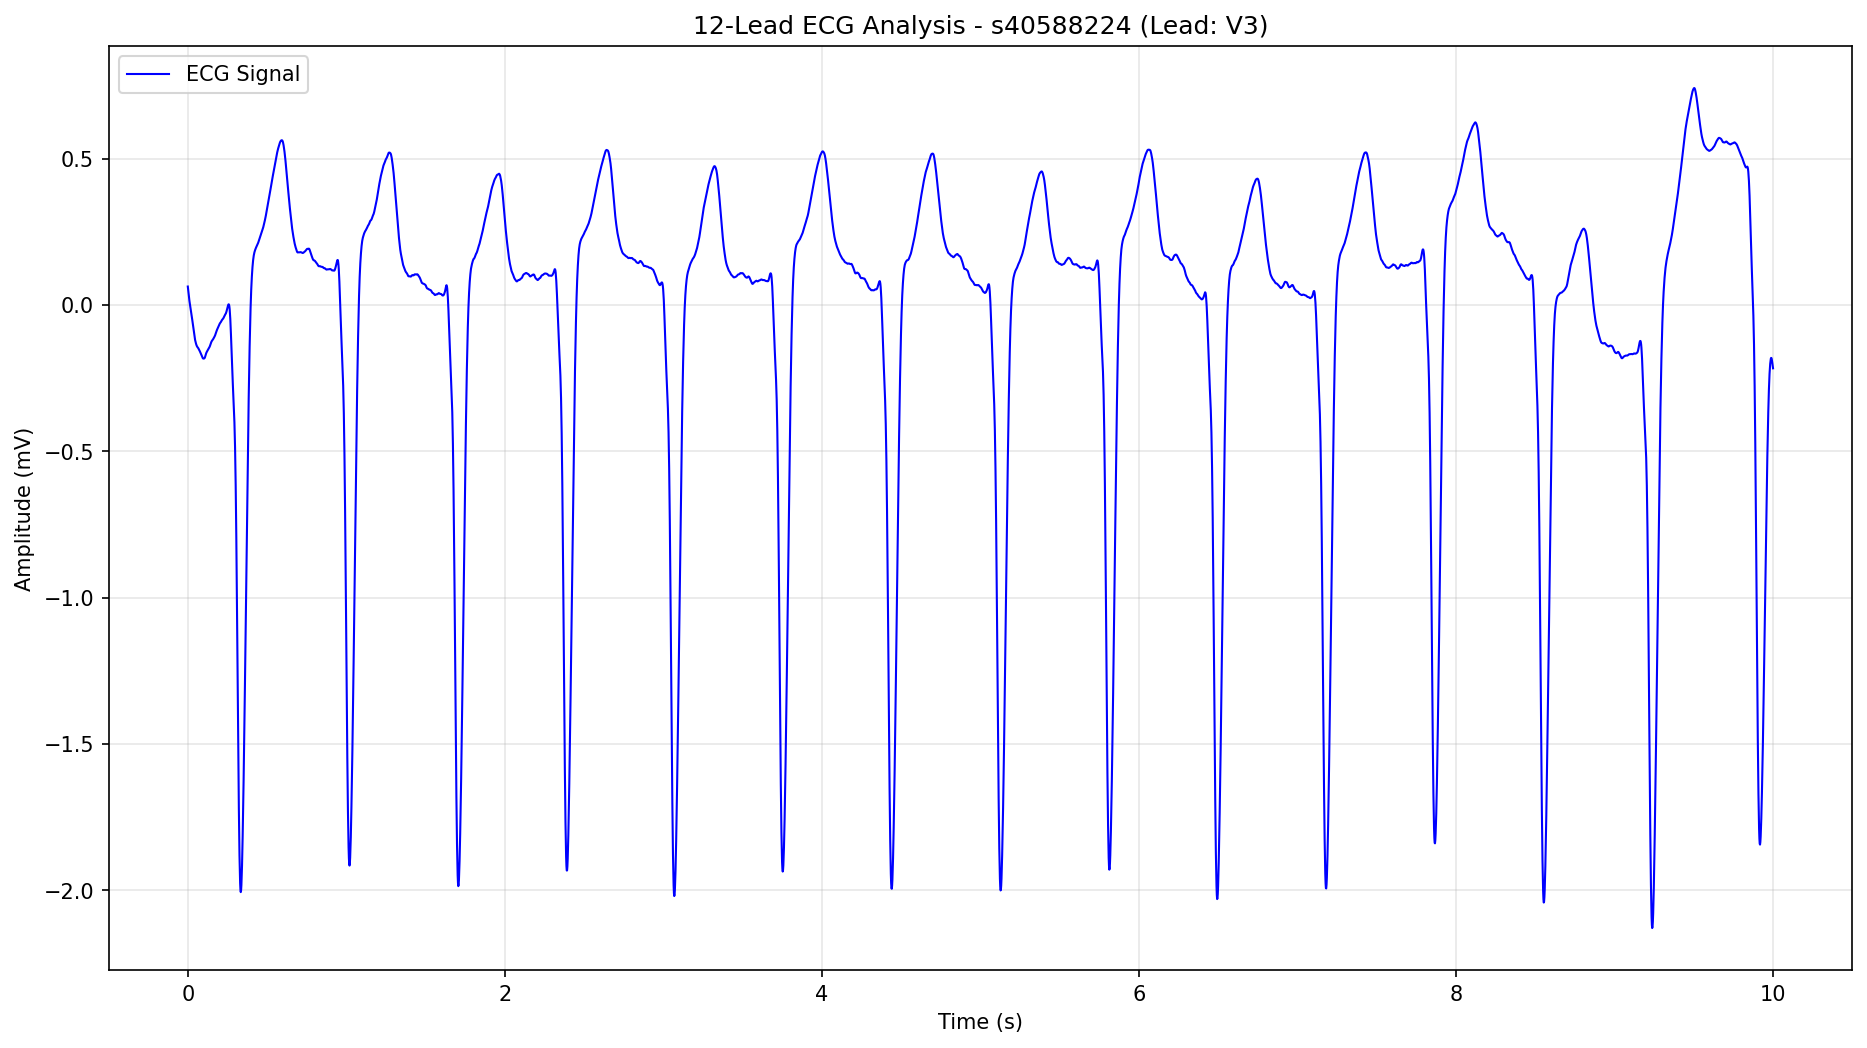 12-Lead ECG Analysis - s40588224 (Lead: V3)
ECG Signal
Amplitude (mV)
0.5
0.0
−0.5
−1.0
−1.5
−2.0
0 2 4 6 8 10
Time (s)